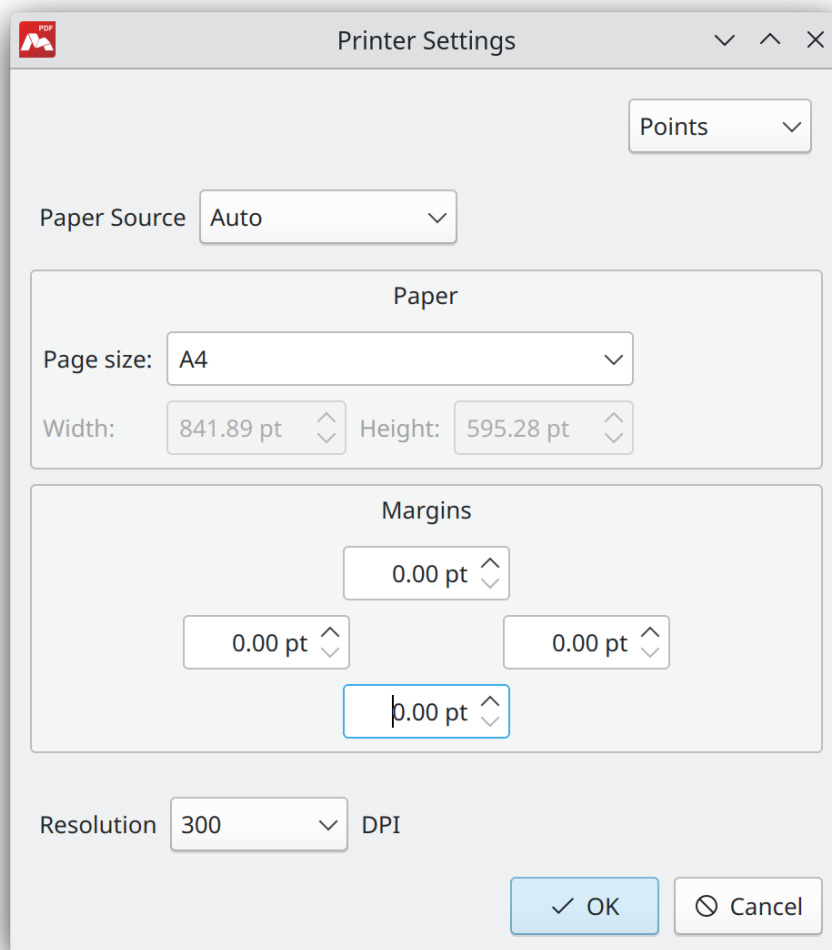 PDF
Printer Settings
Points
Paper Source Auto
Paper
Page size: A4
Width: 841.89 pt Height: 595.28 pt
Margins
0.00 pt
0.00 pt 0.00 pt
0.00 pt
Resolution 300 DPI
OK Cancel